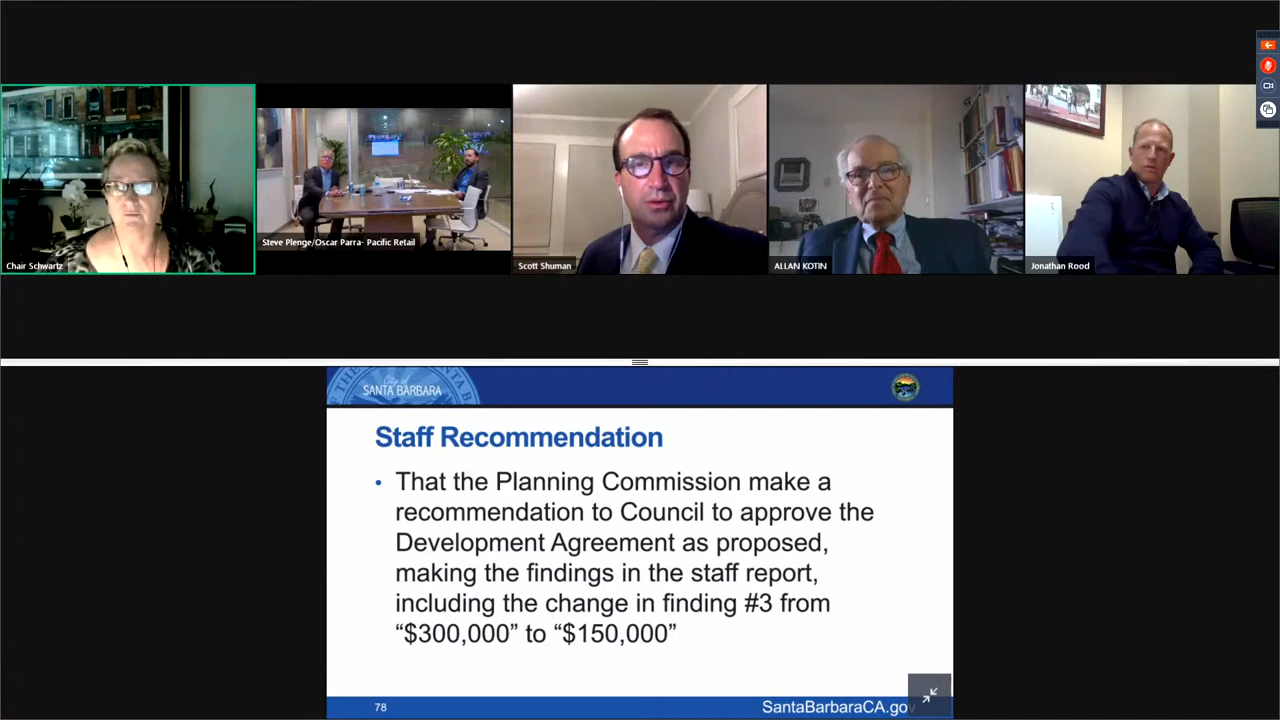 Chair Schwartz
Steve Plenge/Oscar Parra- Pacific Retail
Scott Shuman
ALLAN KOTIN
Jonathan Rood
City of
SANTA BARBARA
Staff Recommendation
• That the Planning Commission make a
recommendation to Council to approve the
Development Agreement as proposed,
making the findings in the staff report,
including the change in finding #3 from
“$300,000” to “$150,000”
78
SantaBarbaraCA.gov